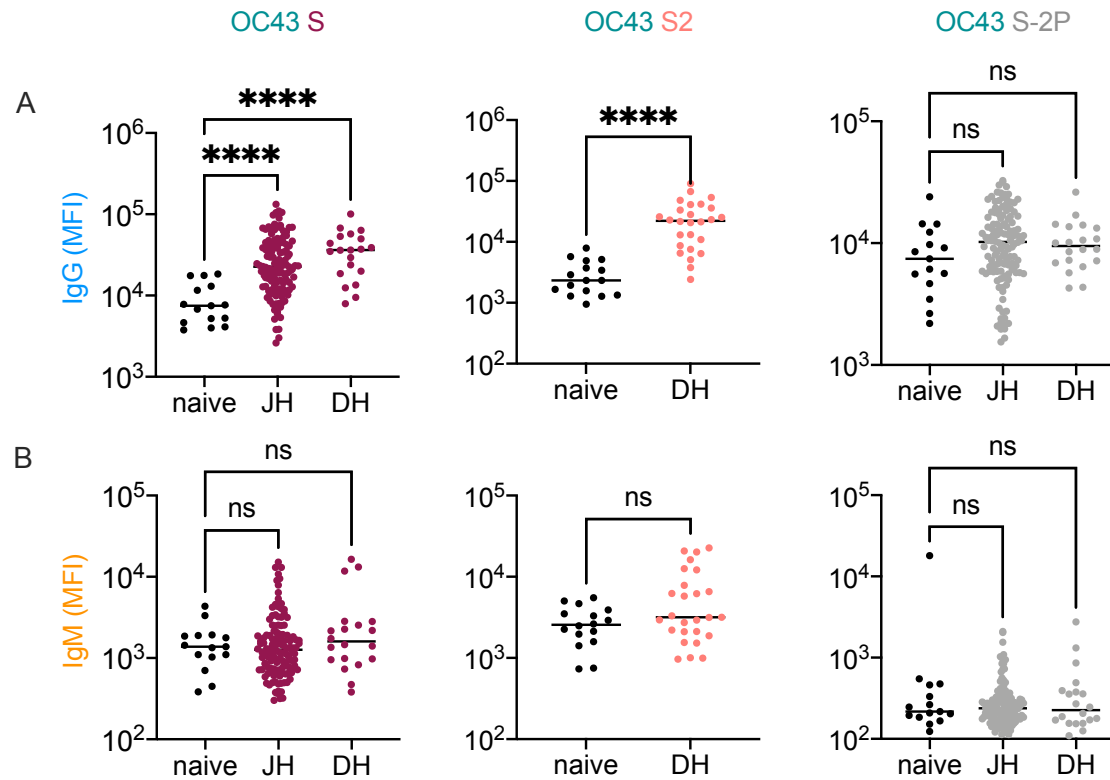 OC43 S
OC43 S2
OC43 S-2P
A
IgG (MFI)
10^6
10^5
10^4
10^3
****
****
naive JH DH
10^6
10^5
10^4
10^3
10^2
****
naive DH
10^5
10^4
10^3
ns
ns
naive JH DH
B
IgM (MFI)
10^5
10^4
10^3
10^2
ns
ns
naive JH DH
10^5
10^4
10^3
10^2
ns
naive DH
10^5
10^4
10^3
10^2
ns
ns
naive JH DH